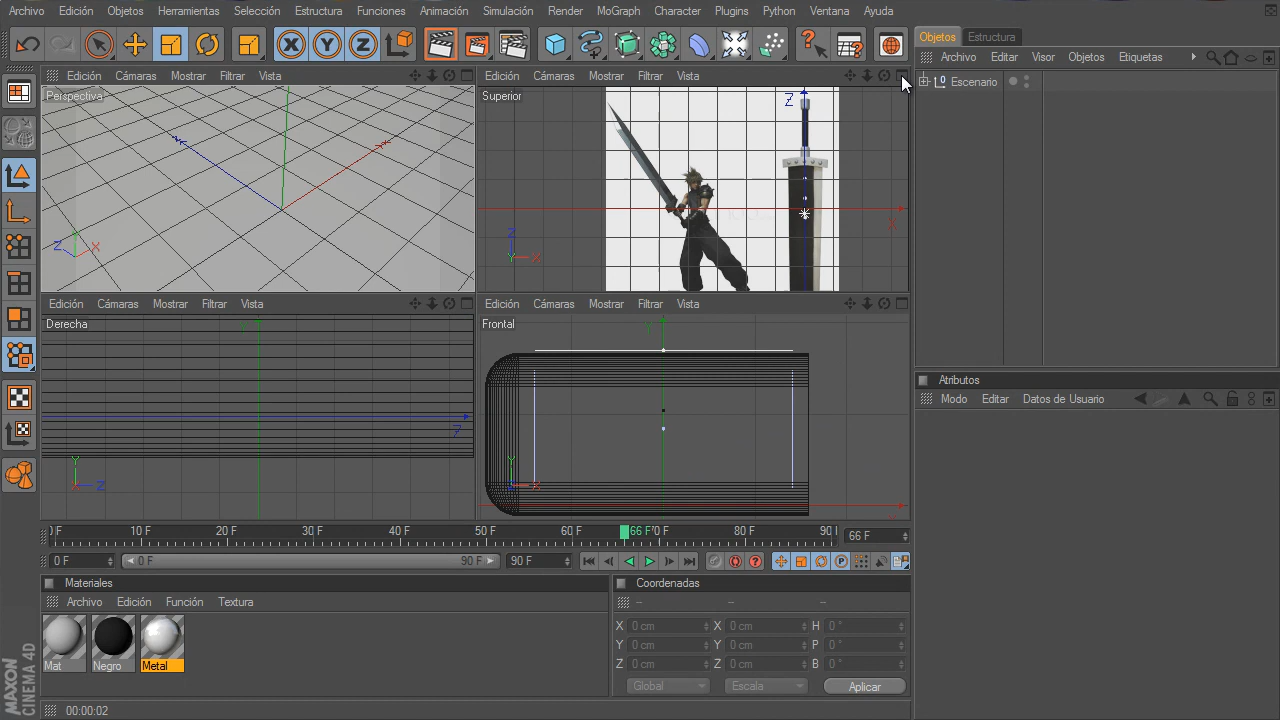 Archivo Edición Objetos Herramientas Selección Estructura Funciones Animación Simulación Render MoGraph Character Plugins Python Ventana Ayuda
X Y Z
Objetos Estructura
Archivo Editar Visor Objetos Etiquetas
Escenario
Edición Cámaras Mostrar Filtrar Vista
Perspectiva
Z X
Edición Cámaras Mostrar Filtrar Vista
Superior
Z
X
Z
Y X
Edición Cámaras Mostrar Filtrar Vista
Derecha
Y
Z
Y
X Z
Edición Cámaras Mostrar Filtrar Vista
Frontal
Y
Y
Z X
Atributos
Modo Editar Datos de Usuario
0F 10 F 20 F 30 F 40 F 50 F 60 F 66 F 70 F 80 F 90 F
66 F
0 F 0 F 90 F 90 F
P
Materiales
Archivo Edición Función Textura
Mat Negro Metal
Coordenadas
-- -- --
X 0 cm X 0 cm H 0 °
Y 0 cm Y 0 cm P 0 °
Z 0 cm Z 0 cm B 0 °
Global Escala Aplicar
MAXON
CINEMA 4D
00:00:02